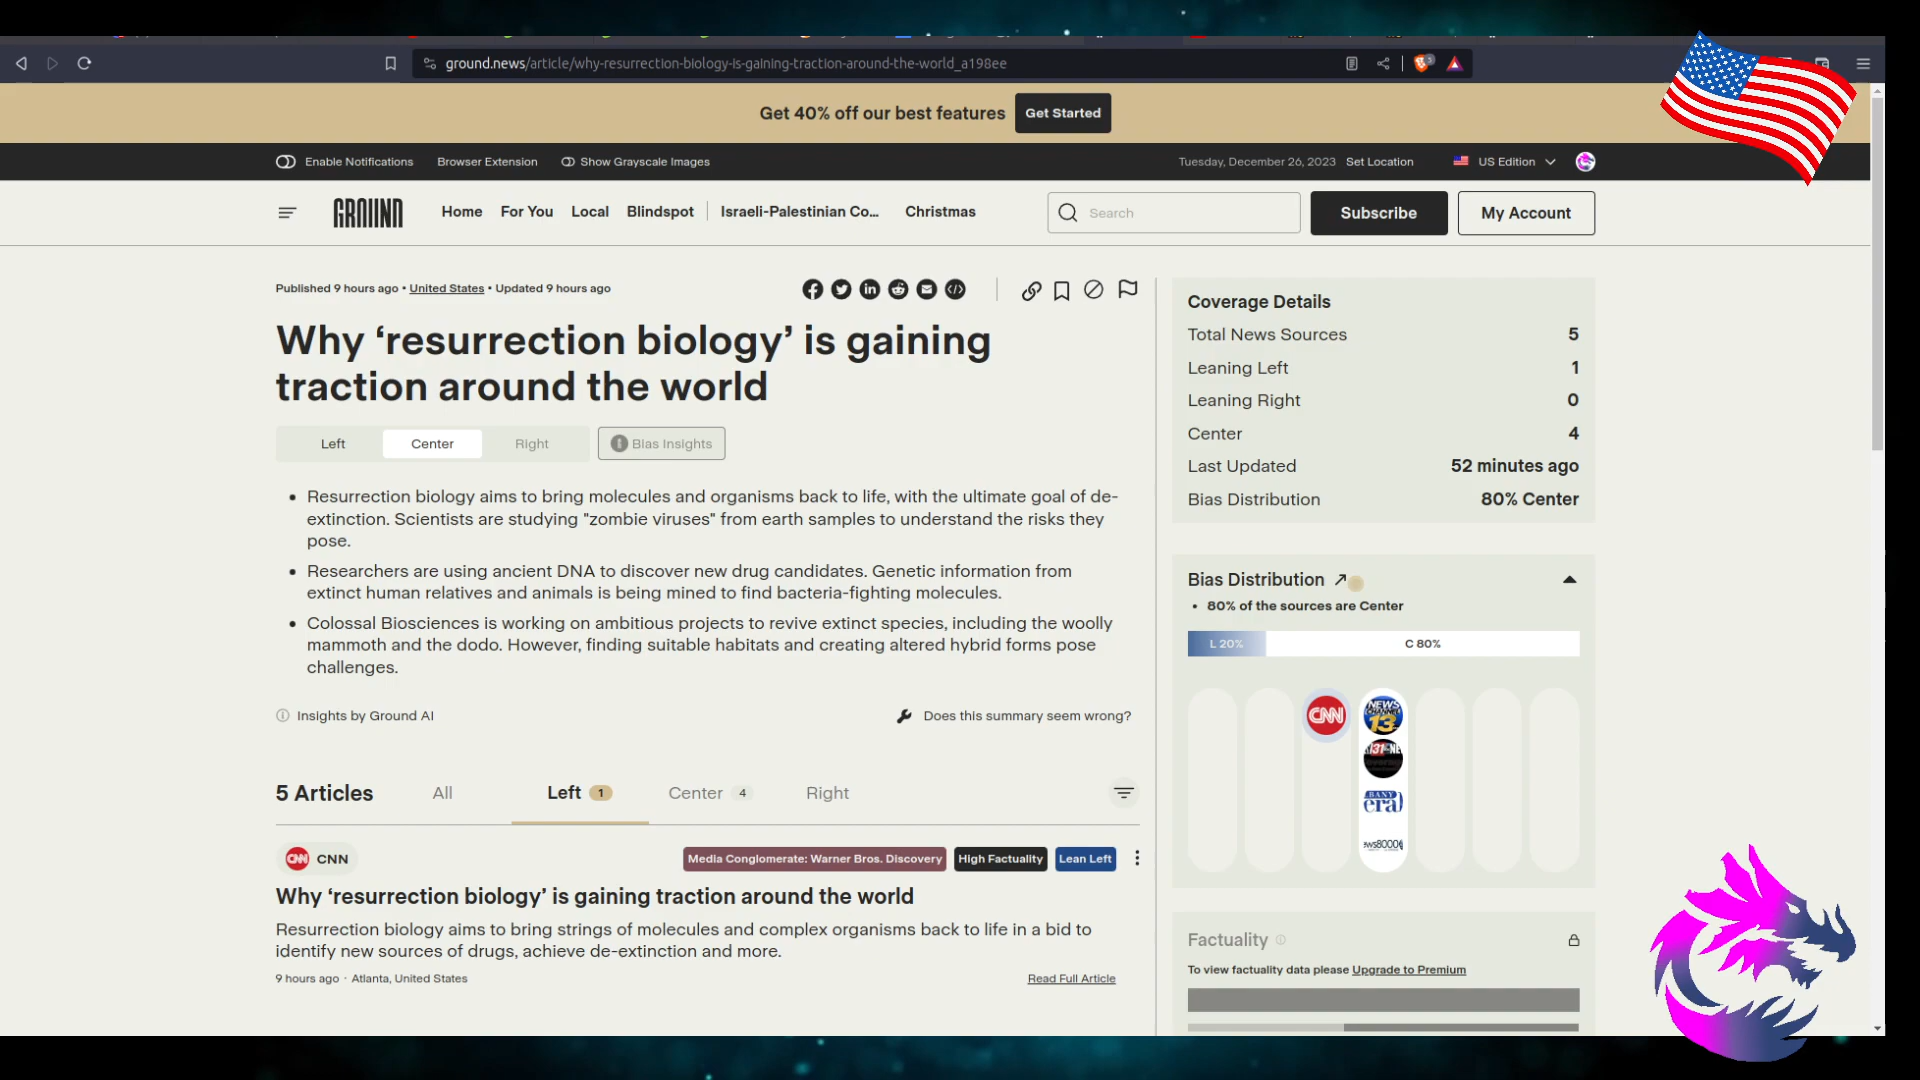 ground.news/article/why-resurrection-biology-is-gaining-traction-around-the-world_a198ee
Get 40% off our best features
Get Started
Enable Notifications
Browser Extension
Show Grayscale Images
Tuesday, December 26, 2023
Set Location
US Edition
GROUND
Home
For You
Local
Blindspot
Israeli-Palestinian Co...
Christmas
Search
Subscribe
My Account
Published 9 hours ago • United States • Updated 9 hours ago
Why ‘resurrection biology’ is gaining
traction around the world
Left
Center
Right
Bias Insights
• Resurrection biology aims to bring molecules and organisms back to life, with the ultimate goal of de-
extinction. Scientists are studying "zombie viruses" from earth samples to understand the risks they
pose.
• Researchers are using ancient DNA to discover new drug candidates. Genetic information from
extinct human relatives and animals is being mined to find bacteria-fighting molecules.
• Colossal Biosciences is working on ambitious projects to revive extinct species, including the woolly
mammoth and the dodo. However, finding suitable habitats and creating altered hybrid forms pose
challenges.
Insights by Ground AI
Does this summary seem wrong?
5 Articles
All
Left 1
Center 4
Right
CNN CNN
Media Conglomerate: Warner Bros. Discovery
High Factuality
Lean Left
Why ‘resurrection biology’ is gaining traction around the world
Resurrection biology aims to bring strings of molecules and complex organisms back to life in a bid to
identify new sources of drugs, achieve de-extinction and more.
9 hours ago · Atlanta, United States
Read Full Article
Coverage Details
Total News Sources 5
Leaning Left 1
Leaning Right 0
Center 4
Last Updated 52 minutes ago
Bias Distribution 80% Center
Bias Distribution
• 80% of the sources are Center
L 20%
C 80%
CNN
NEWS
CHANNEL
13
Factuality
To view factuality data please Upgrade to Premium